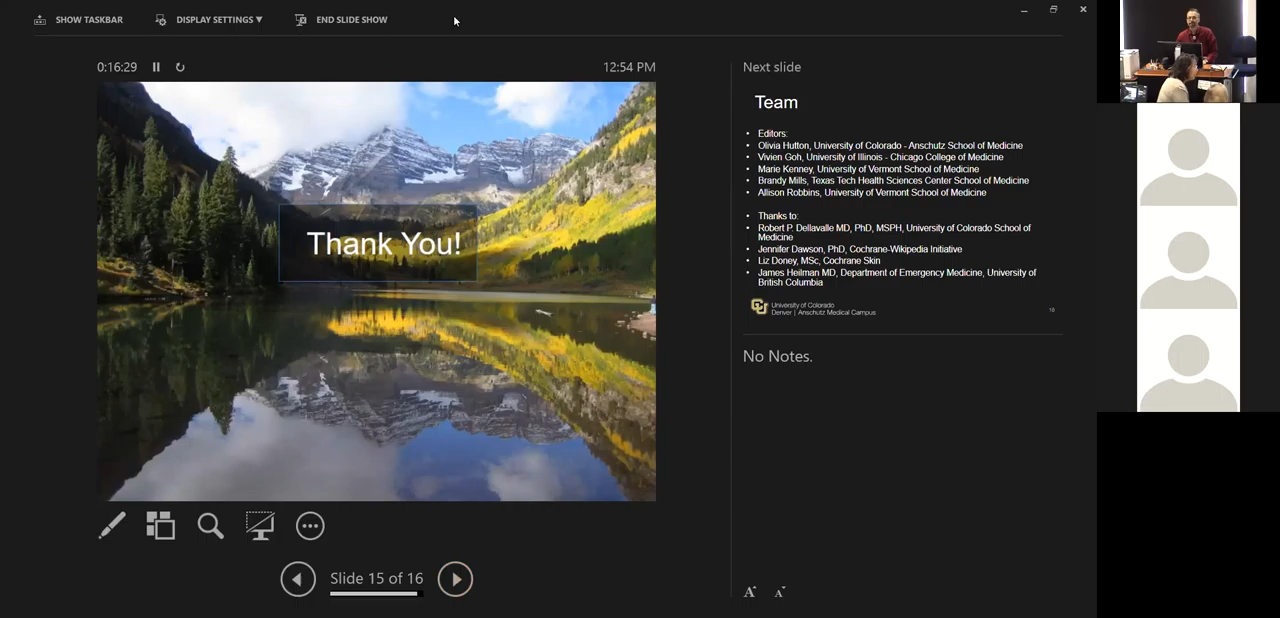 SHOW TASKBAR
DISPLAY SETTINGS ▼
END SLIDE SHOW
0:16:29
12:54 PM
Thank You!
Slide 15 of 16
Next slide
Team
• Editors:
• Olivia Hutton, University of Colorado - Anschutz School of Medicine
• Vivien Goh, University of Illinois - Chicago College of Medicine
• Marie Kenney, University of Vermont School of Medicine
• Brandy Mills, Texas Tech Health Sciences Center School of Medicine
• Allison Robbins, University of Vermont School of Medicine
• Thanks to:
• Robert P. Dellavalle MD, PhD, MSPH, University of Colorado School of
Medicine
• Jennifer Dawson, PhD, Cochrane-Wikipedia Initiative
• Liz Doney, MSc, Cochrane Skin
• James Heilman MD, Department of Emergency Medicine, University of
British Columbia
University of Colorado
Denver | Anschutz Medical Campus
No Notes.
A
A